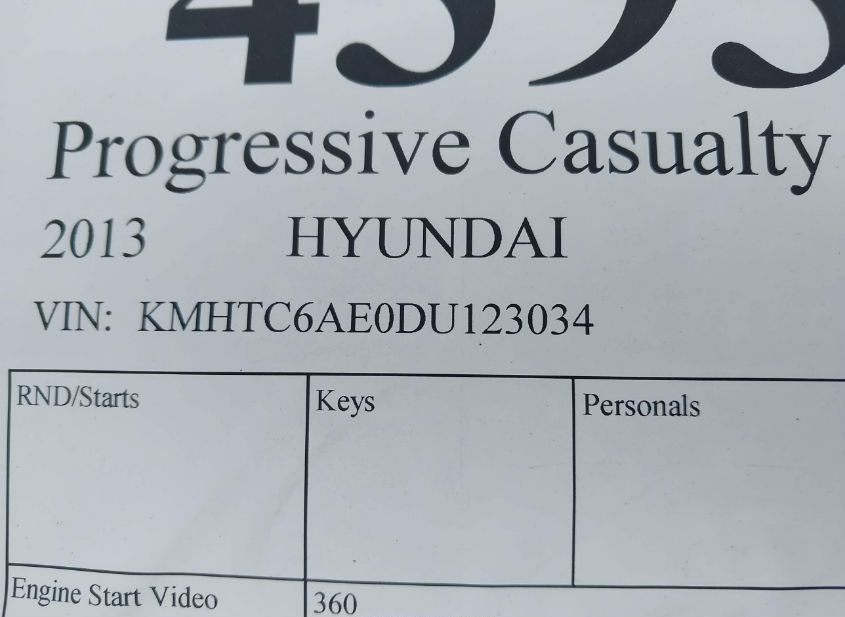 Progressive Casualty
2013 HYUNDAI
VIN: KMHTC6AE0DU123034
RND/Starts Keys Personals
Engine Start Video 360